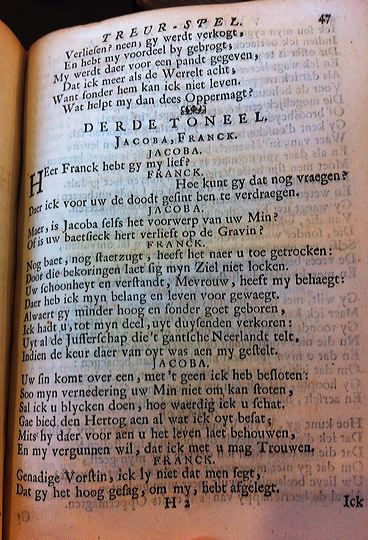 TREUR-SPEL. 47
Verliesen? neen, gy werdt verkogt,
En hebt my voordeel by gebrogt;
My werdt daer voor een pandt gegeven,
Dat ick meer als de Werelt acht,
Want sonder hem kan ick niet leven.
Wat helpt my dan dees Oppermagt?
DERDE TONEEL.
JACOBA, FRANCK.
JACOBA.
HEer Franck hebt gy my lief?
FRANCK.
Hoe kunt gy dat nog vraegen?
Daer ick voor uw de doodt gesint ben te verdraegen.
JACOBA.
Maer, is Jacoba selfs het voorwerp van uw Min?
Of is uw baetsieck hert verlieft op de Gravin?
FRANCK.
Nog baet, nog staetzugt, heeft het naer u toe getrocken:
Door die bekoringen laet sig myn Ziel niet locken.
Uw schoonheyt en verstandt, Mevrouw, heeft my behaegt:
Daer heb ick myn belang en leven voor gewaegt.
Alwaert gy minder hoog en sonder goet geboren,
Ick hadt u, tot myn deel, uyt duysenden verkoren:
Uyt al de Jufferschap die't gantsche Neerlandt telt,
Indien de keur daer van oyt was aen my gestelt.
JACOBA.
Uw sin komt over een, met 't geen ick heb besloten:
Soo myn vernedering uw Min niet om kan stoten,
Sal ick u blycken doen, hoe waerdig ick u schat.
Gae bied den Hertog aen al wat ick oyt besat;
Mits hy daer voor aen u het leven laet behouwen,
En my vergunnen wil, dat ick met u mag Trouwen.
FRANCK.
Genadige Vorstin, ick ly niet dat men segt,
Dat gy het hoog gesag, om my, hebt afgelegt.
H 2 Ick